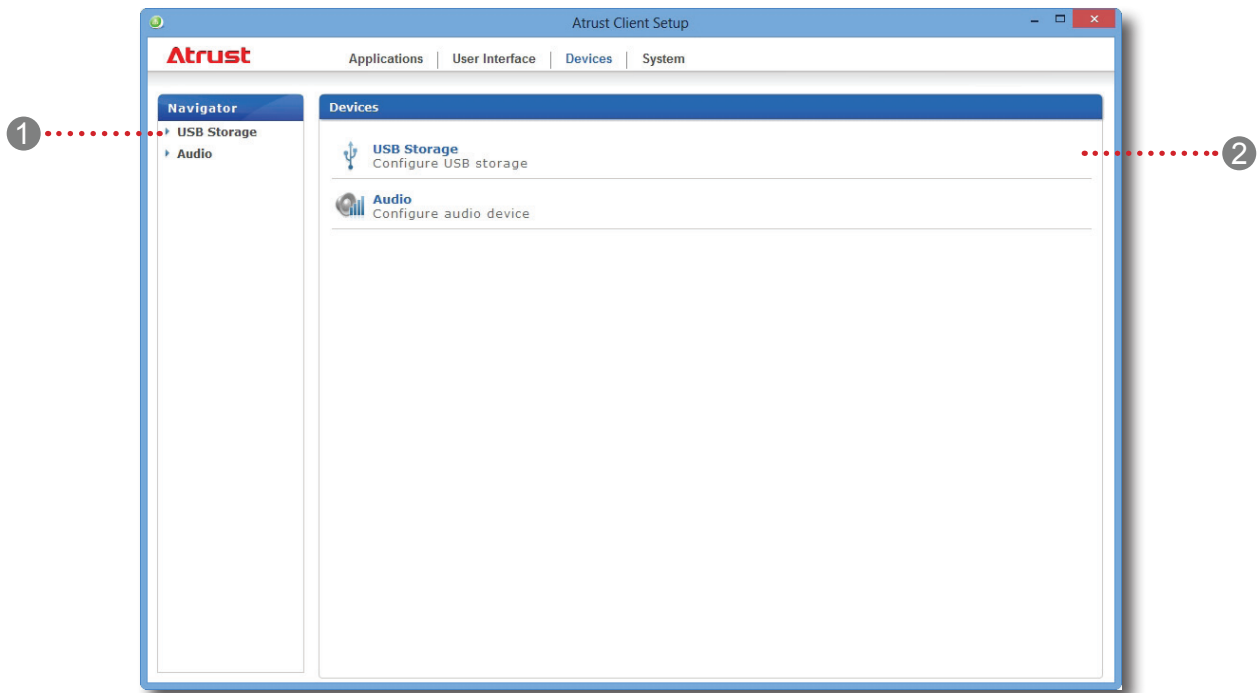 Atrust Client Setup
Atrust
Applications | User Interface | Devices | System
Navigator
USB Storage
Audio
Devices
USB Storage
Configure USB storage
Audio
Configure audio device
1
2